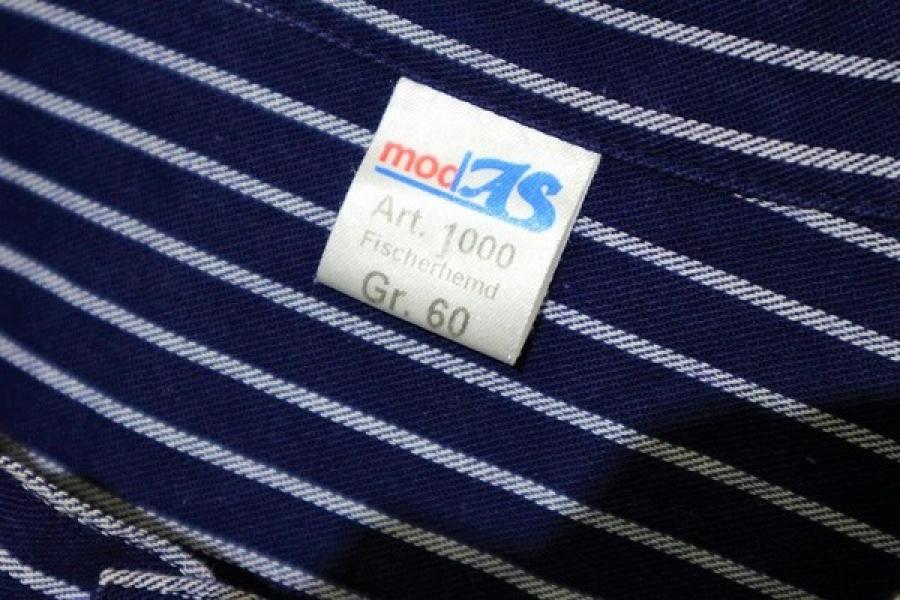 modAS
Art. 1000
Fischerhemd
Gr. 60